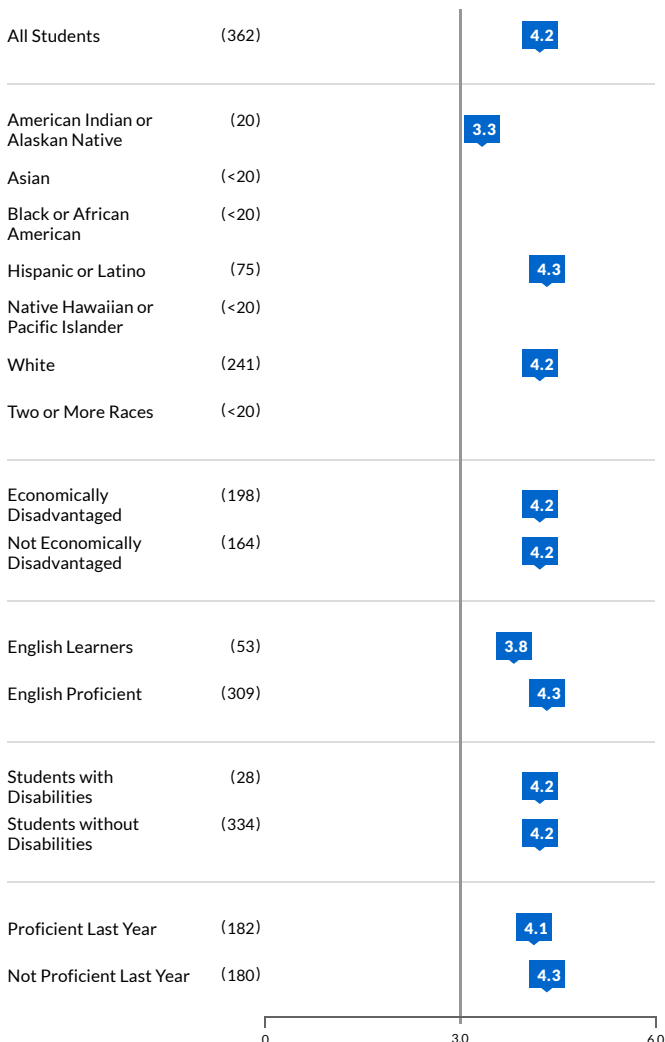 All Students (362) 4.2
American Indian or (20) 3.3
Alaskan Native
Asian (<20)
Black or African (<20)
American
Hispanic or Latino (75) 4.3
Native Hawaiian or (<20)
Pacific Islander
White (241) 4.2
Two or More Races (<20)
Economically (198) 4.2
Disadvantaged
Not Economically (164) 4.2
Disadvantaged
English Learners (53) 3.8
English Proficient (309) 4.3
Students with (28) 4.2
Disabilities
Students without (334) 4.2
Disabilities
Proficient Last Year (182) 4.1
Not Proficient Last Year (180) 4.3
0 3.0 6.0